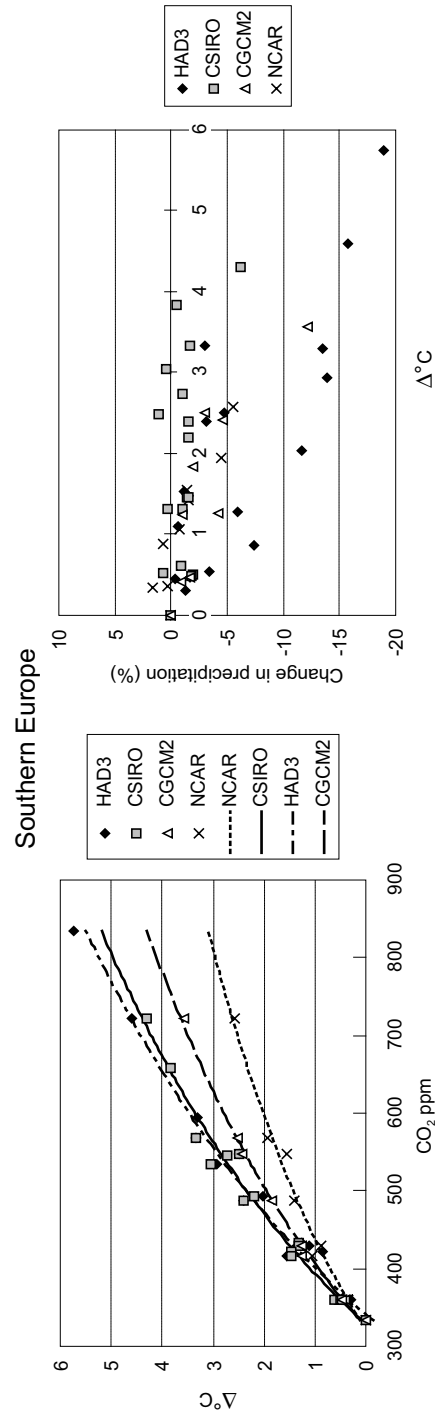 Southern Europe
6
5
4
3
2
1
0
Δ°C
300
400
500
600
700
800
900
CO₂ ppm
HAD3
CSIRO
CGCM2
NCAR
NCAR
CSIRO
HAD3
CGCM2
10
5
0
-5
-10
-15
-20
Change in precipitation (%)
0
1
2
3
4
5
6
Δ°C
HAD3
CSIRO
CGCM2
NCAR